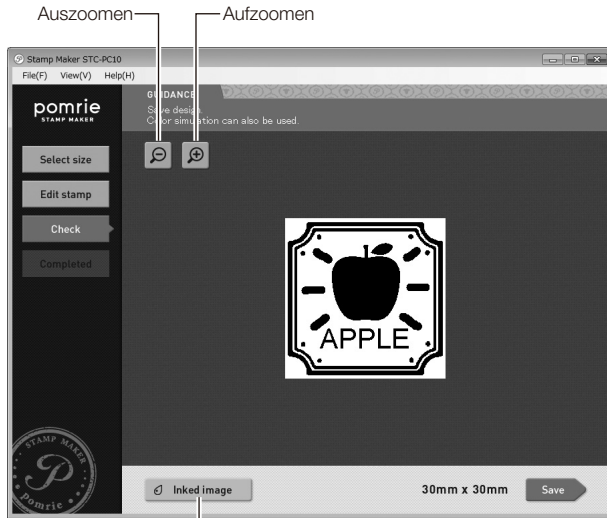 Auszoomen
Aufzoomen
Stamp Maker STC-PC10
File(F) View(V) Help(H)
pomrie
STAMP MAKER
GUIDANCE
Save design.
Color simulation can also be used.
Select size
Edit stamp
Check
Completed
APPLE
STAMP MAKER
pomrie
Inked image
30mm x 30mm
Save